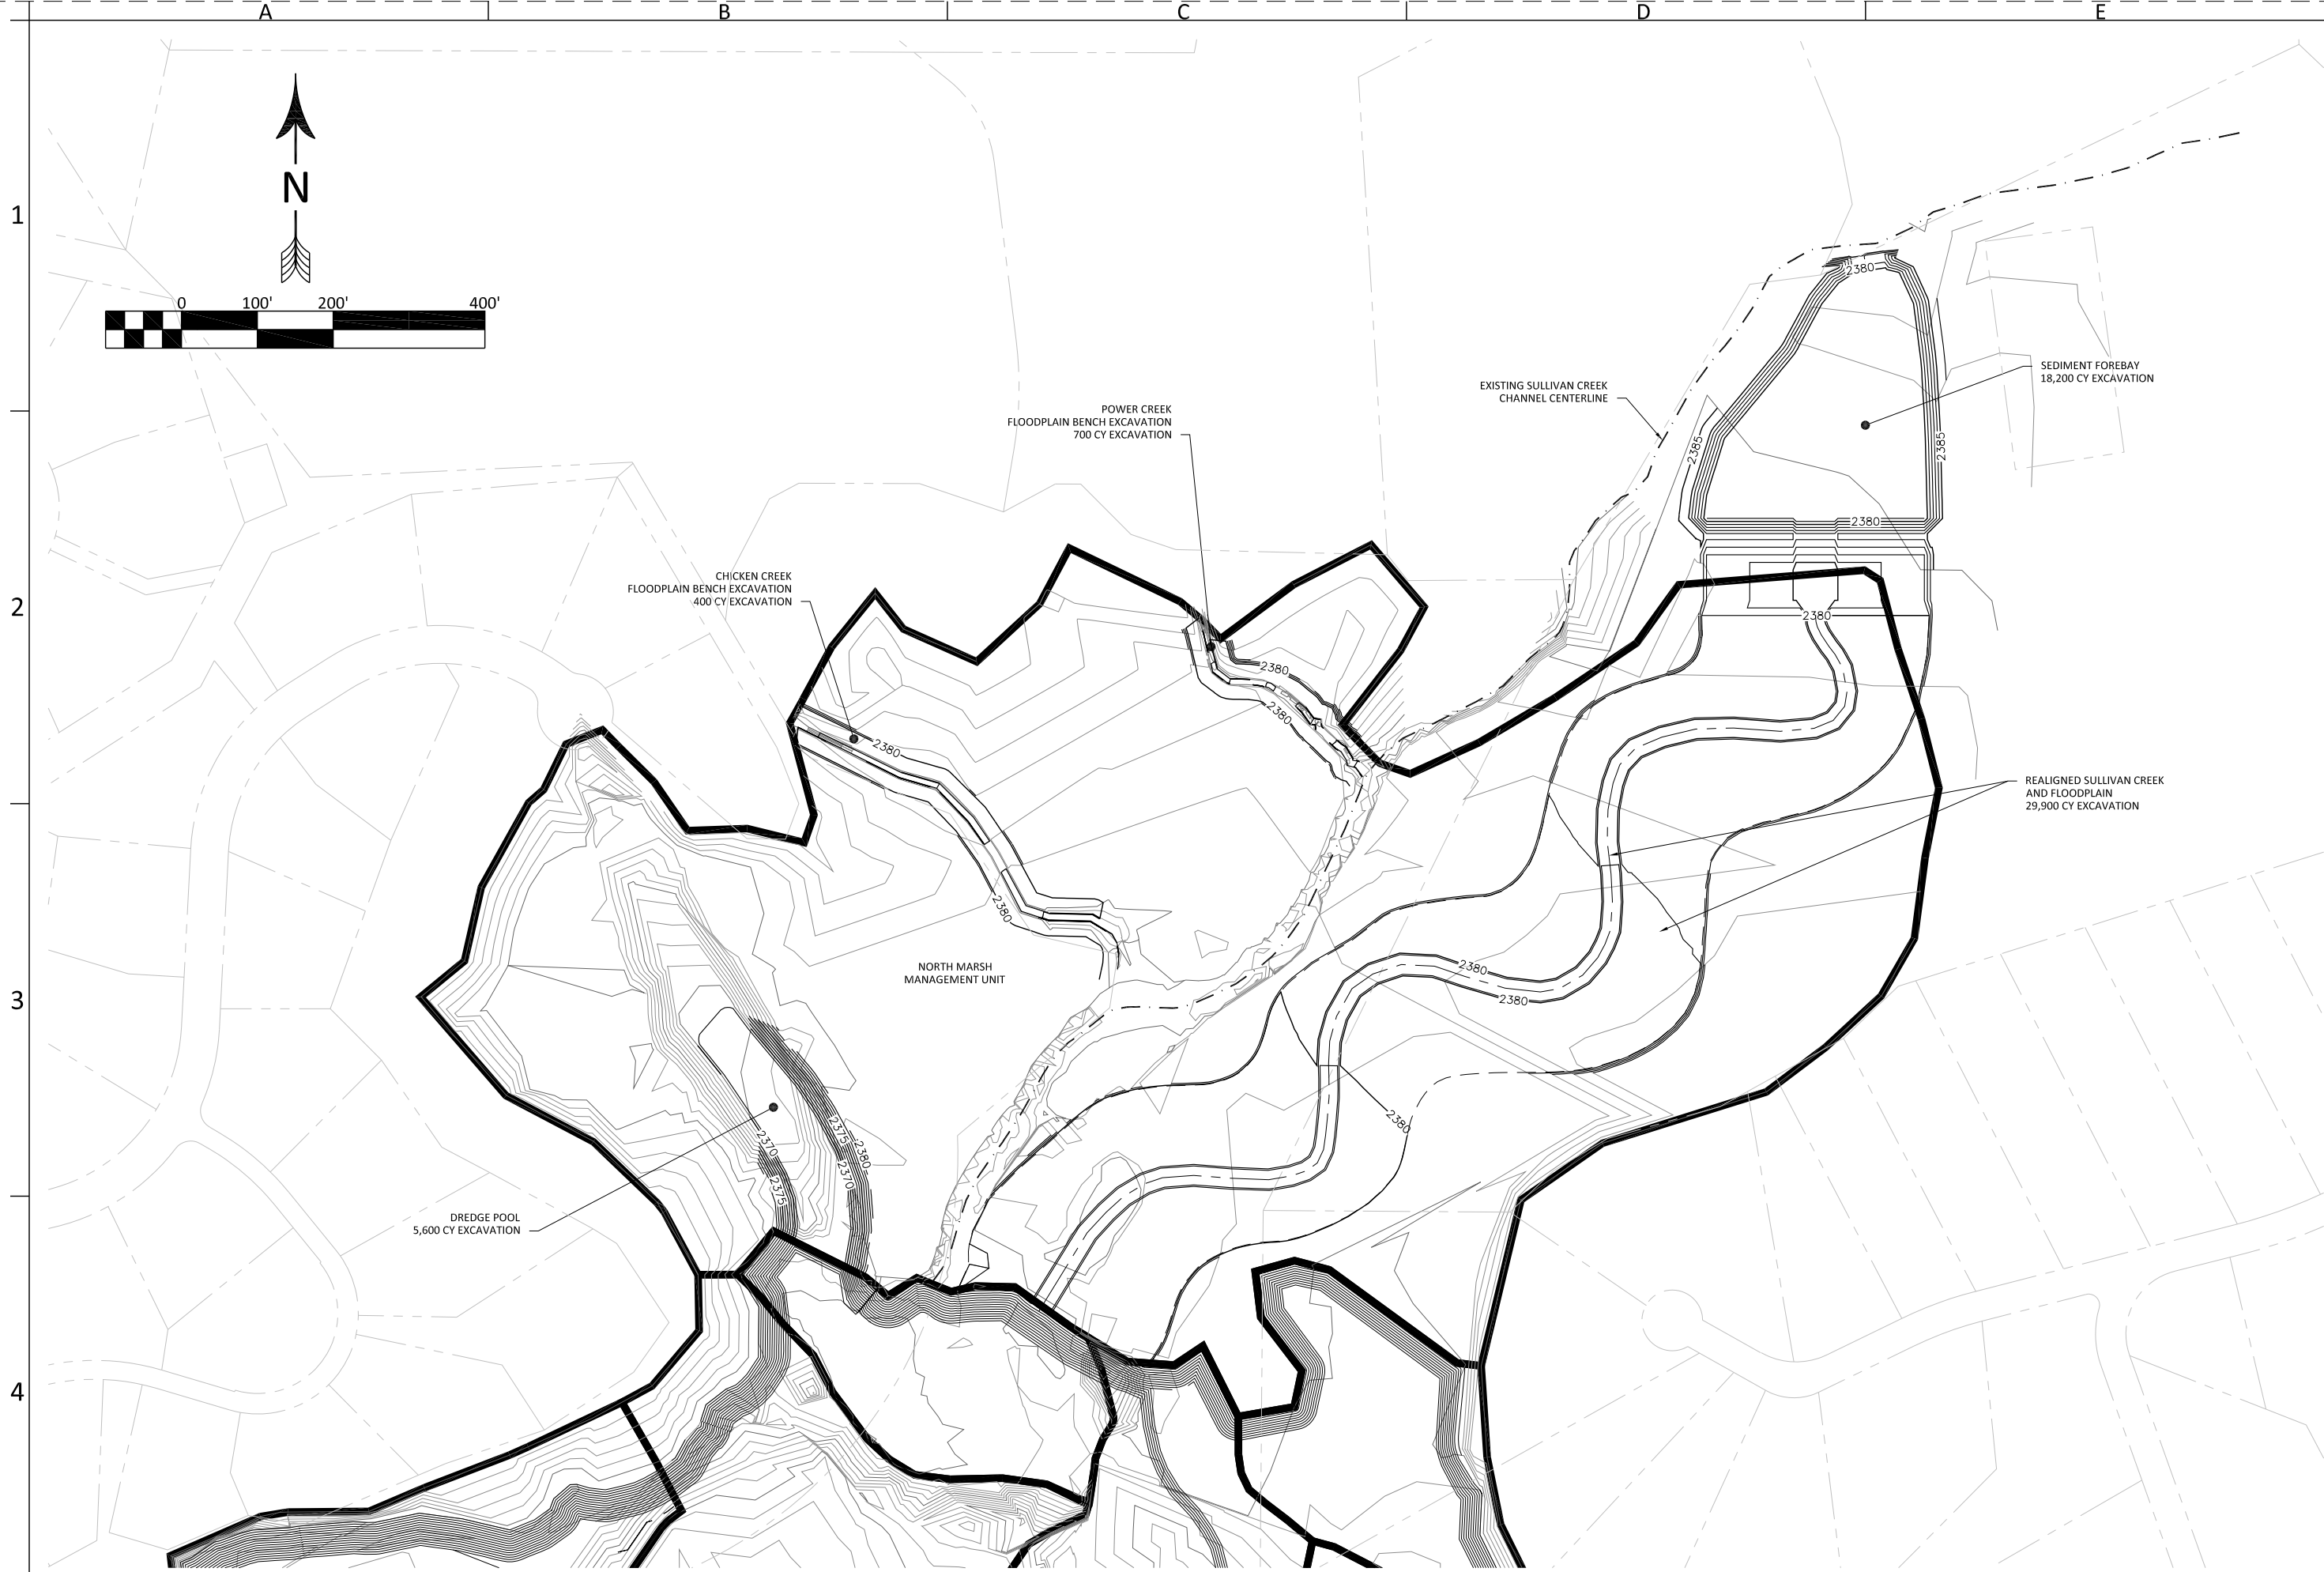 A B C D E
N
0 100' 200' 400'
1
2
3
4
2380
SEDIMENT FOREBAY
18,200 CY EXCAVATION
EXISTING SULLIVAN CREEK
CHANNEL CENTERLINE
POWER CREEK
FLOODPLAIN BENCH EXCAVATION
700 CY EXCAVATION
2385
2385
2380
CHICKEN CREEK
FLOODPLAIN BENCH EXCAVATION
400 CY EXCAVATION
2380
2380
2380
2380
REALIGNED SULLIVAN CREEK
AND FLOODPLAIN
29,900 CY EXCAVATION
2380
NORTH MARSH
MANAGEMENT UNIT
2380
2380
2380
2375
2380
2370
2370
2375
DREDGE POOL
5,600 CY EXCAVATION